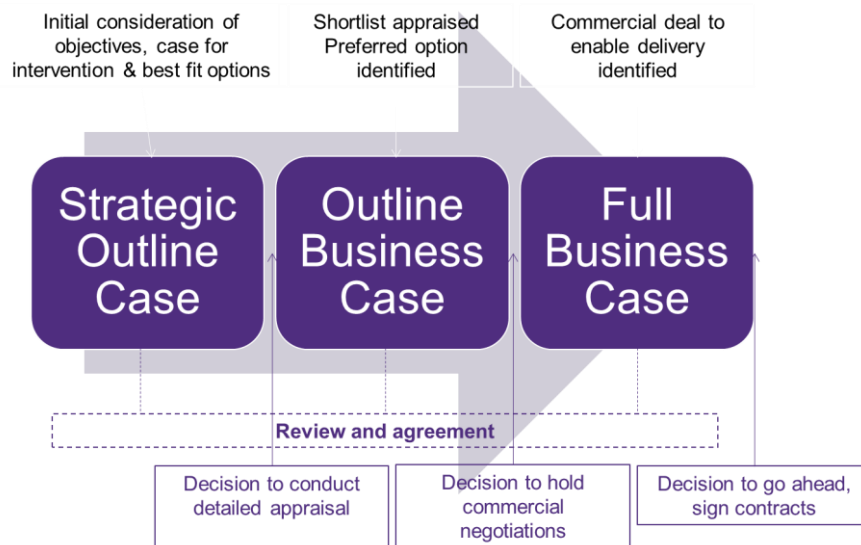 Initial consideration of
objectives, case for
intervention & best fit options
Shortlist appraised
Preferred option
identified
Commercial deal to
enable delivery
identified
Strategic
Outline
Case
Outline
Business
Case
Full
Business
Case
Review and agreement
Decision to conduct
detailed appraisal
Decision to hold
commercial
negotiations
Decision to go ahead,
sign contracts